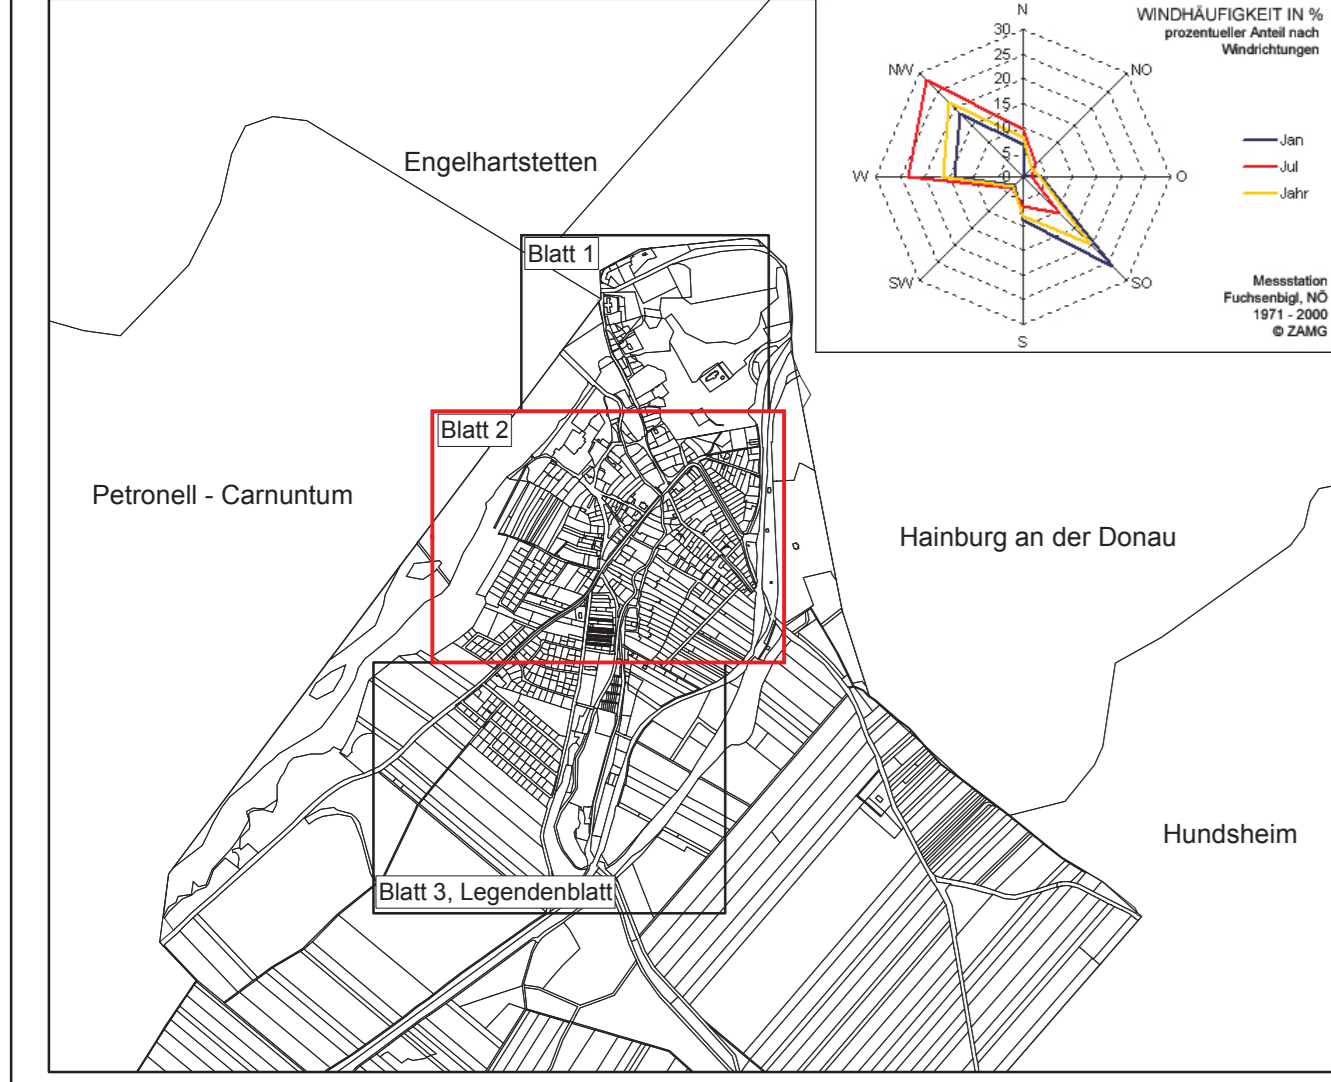 WINDHÄUFIGKEIT IN %
prozentueller Anteil nach
Windrichtungen
N
NO
O
SO
S
SW
W
NW
30
25
20
15
10
5
0
Jan
Jul
Jahr
Messstation
Fuchsenbigl, NÖ
1971 - 2000
© ZAMG
Engelhartstetten
Blatt 1
Blatt 2
Petronell - Carnuntum
Hainburg an der Donau
Hundsheim
Blatt 3, Legendenblatt